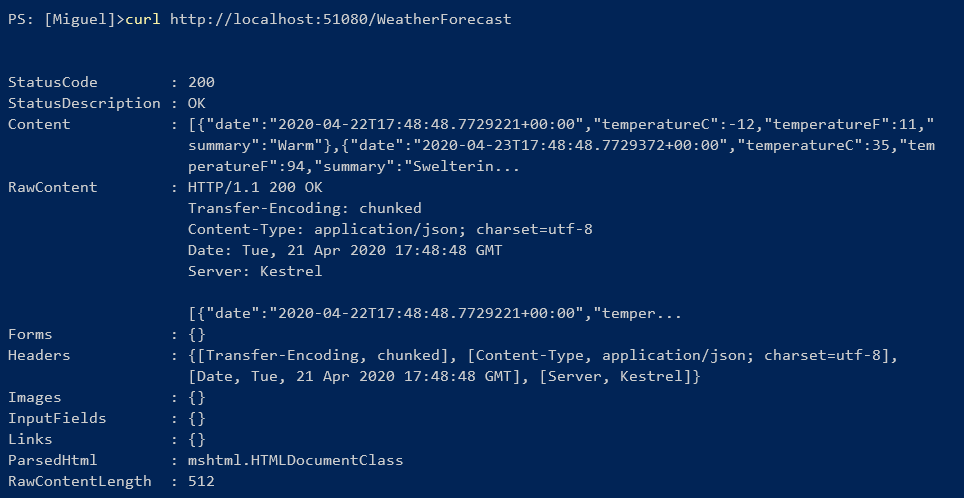 PS: [Miguel]>curl http://localhost:51080/WeatherForecast
StatusCode        : 200
StatusDescription : OK
Content           : [{"date":"2020-04-22T17:48:48.7729221+00:00","temperatureC":-12,"temperatureF":11,"
                    summary":"Warm"},{"date":"2020-04-23T17:48:48.7729372+00:00","temperatureC":35,"tem
                    peratureF":94,"summary":"Swelterin...
RawContent        : HTTP/1.1 200 OK
                    Transfer-Encoding: chunked
                    Content-Type: application/json; charset=utf-8
                    Date: Tue, 21 Apr 2020 17:48:48 GMT
                    Server: Kestrel

                    [{"date":"2020-04-22T17:48:48.7729221+00:00","temper...
Forms             : {}
Headers           : {[Transfer-Encoding, chunked], [Content-Type, application/json; charset=utf-8],
                    [Date, Tue, 21 Apr 2020 17:48:48 GMT], [Server, Kestrel]}
Images            : {}
InputFields       : {}
Links             : {}
ParsedHtml        : mshtml.HTMLDocumentClass
RawContentLength  : 512